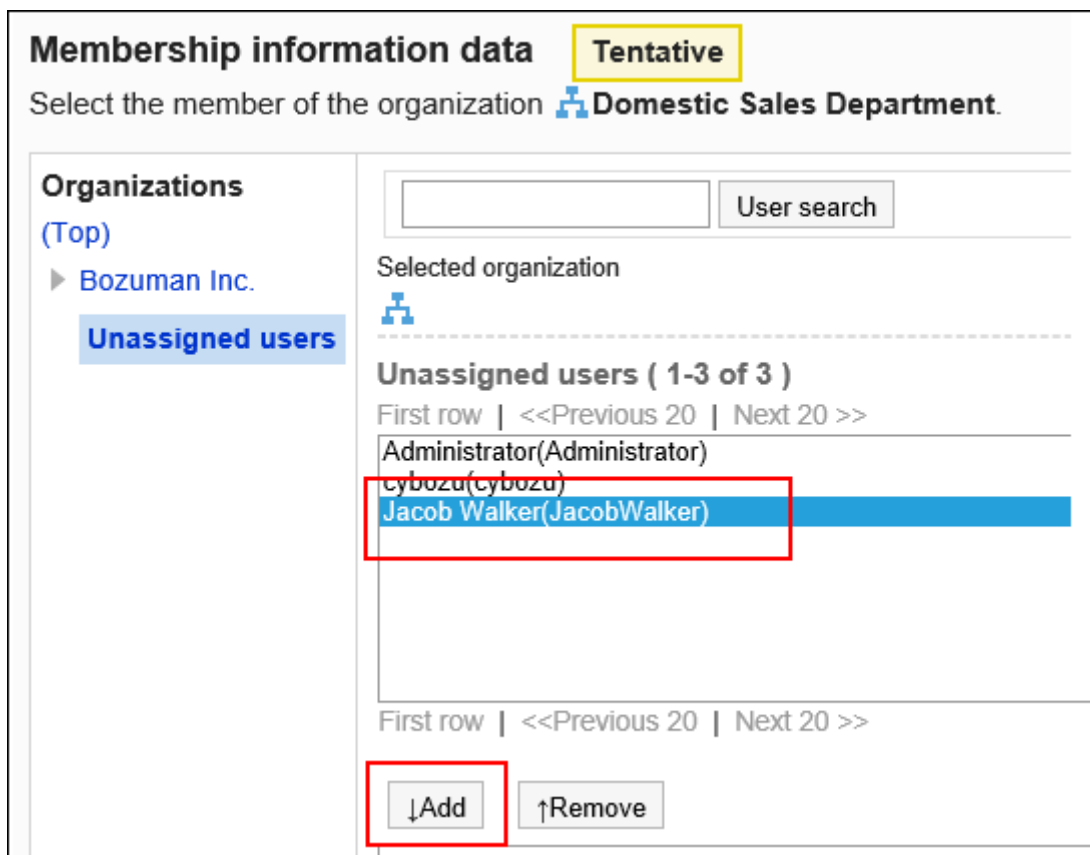 Membership information data Tentative
Select the member of the organization Domestic Sales Department.
Organizations
(Top)
Bozuman Inc.
Unassigned users
User search
Selected organization
Unassigned users ( 1-3 of 3 )
First row | <<Previous 20 | Next 20 >>
Administrator(Administrator)
cybozu(cybozu)
Jacob Walker(JacobWalker)
First row | <<Previous 20 | Next 20 >>
↓Add ↑Remove